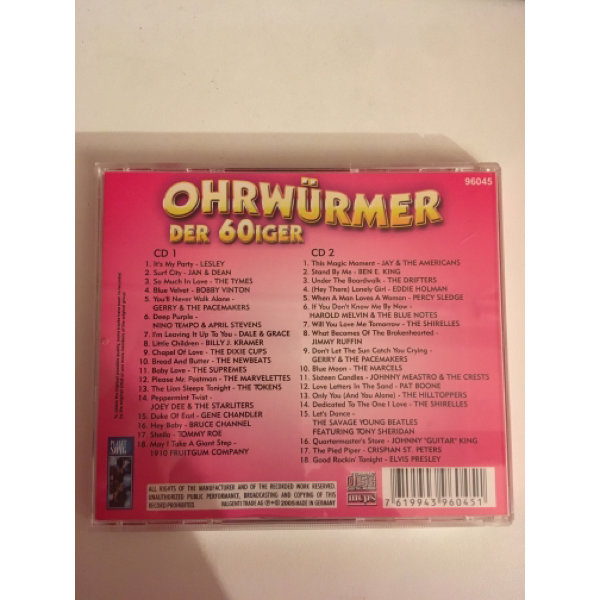 96045
OHRWÜRMER
DER 60IGER
CD 1
1. It's My Party - LESLEY
2. Surf City - JAN & DEAN
3. So Much In Love - THE TYMES
4. Blue Velvet - BOBBY VINTON
5. You'll Never Walk Alone -
GERRY & THE PACEMAKERS
6. Deep Purple -
NINO TEMPO & APRIL STEVENS
7. I'm Leaving It Up To You - DALE & GRACE
8. Little Children - BILLY J. KRAMER
9. Chapel Of Love - THE DIXIE CUPS
10. Bread And Butter - THE NEWBEATS
11. Baby Love - THE SUPREMES
12. Please Mr. Postman - THE MARVELETTES
13. The Lion Sleeps Tonight - THE TOKENS
14. Peppermint Twist -
JOEY DEE & THE STARLITERS
15. Duke Of Earl - GENE CHANDLER
16. Hey Baby - BRUCE CHANNEL
17. Sheila - TOMMY ROE
18. May I Take A Giant Step -
1910 FRUITGUM COMPANY
CD 2
1. This Magic Moment - JAY & THE AMERICANS
2. Stand By Me - BEN E. KING
3. Under The Boardwalk - THE DRIFTERS
4. (Hey There) Lonely Girl - EDDIE HOLMAN
5. When A Man Loves A Woman - PERCY SLEDGE
6. If You Don't Know Me By Now -
HAROLD MELVIN & THE BLUE NOTES
7. Will You Love Me Tomorrow - THE SHIRELLES
8. What Becomes Of The Brokenhearted -
JIMMY RUFFIN
9. Don't Let The Sun Catch You Crying -
GERRY & THE PACEMAKERS
10. Blue Moon - THE MARCELS
11. Sixteen Candles - JOHNNY MEASTRO & THE CRESTS
12. Love Letters In The Sand - PAT BOONE
13. Only You (And You Alone) - THE HILLTOPPERS
14. Dedicated To The One I Love - THE SHIRELLES
15. Let's Dance -
THE SAVAGE YOUNG BEATLES
FEATURING TONY SHERIDAN
16. Quartermaster's Store - JOHNNY "GUITAR" KING
17. The Pied Piper - CRISPIAN ST. PETERS
18. Good Rockin' Tonight - ELVIS PRESLEY
PLANET
SONG
ALL RIGHTS OF THE MANUFACTURER AND OF THE RECORDED WORK RESERVED.
UNAUTHORIZED PUBLIC PERFORMANCE, BROADCASTING AND COPYING OF THIS
RECORD PROHIBITED
2005 MADE IN GERMANY
mcps
7 619943 960451